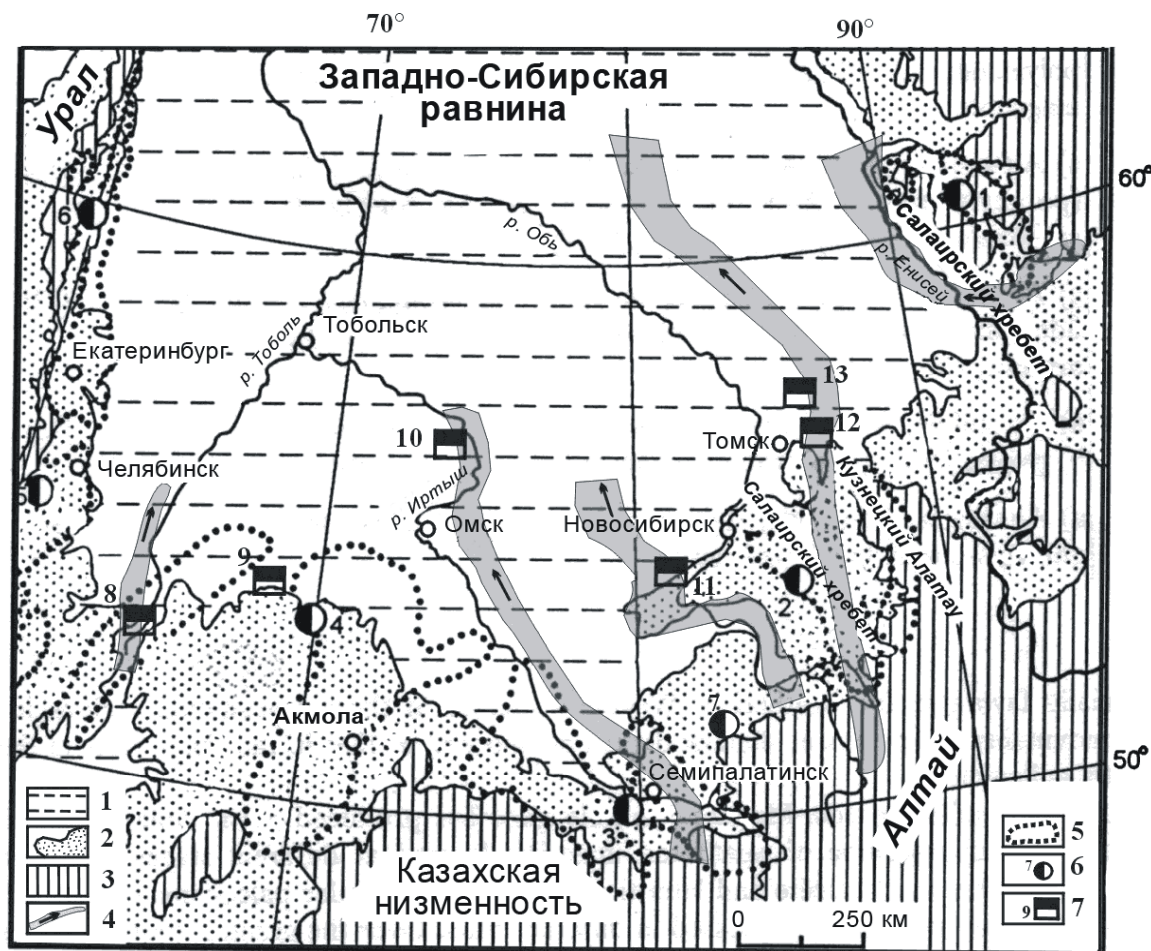 70°
90°
Урал
Западно-Сибирская
равнина
60°
6
1
р. Обь
Салаирский хребет
р. Енисей
р. Тоболь
Тобольск
Екатеринбург
13
12
10
Томск
Челябинск
5
р. Иртыш
Омск
Новосибирск
Кузнецкий Алатау
Салаирский хребет
9
8
11
2
4
7
Акмола
Семипалатинск
3
50°
Алтай
Казахская
низменность
1
2
3
4
5
7
6
9
7
0
250 км